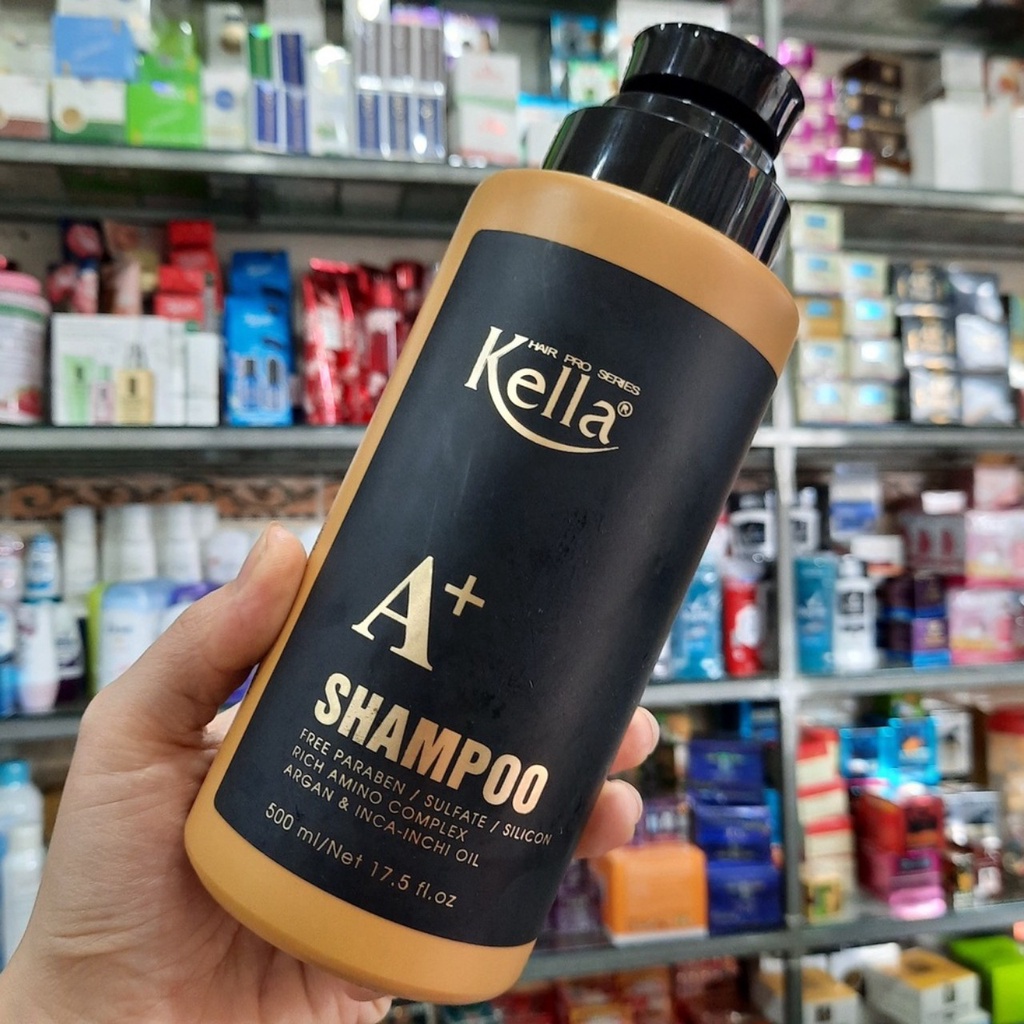 HAIR PRO SERIES
Kella®
A+
SHAMPOO
FREE PARABEN / SULFATE / SILICON
RICH AMINO COMPLEX
ARGAN & INCA-INCHI OIL
500 ml/Net 17.5 fl.oz